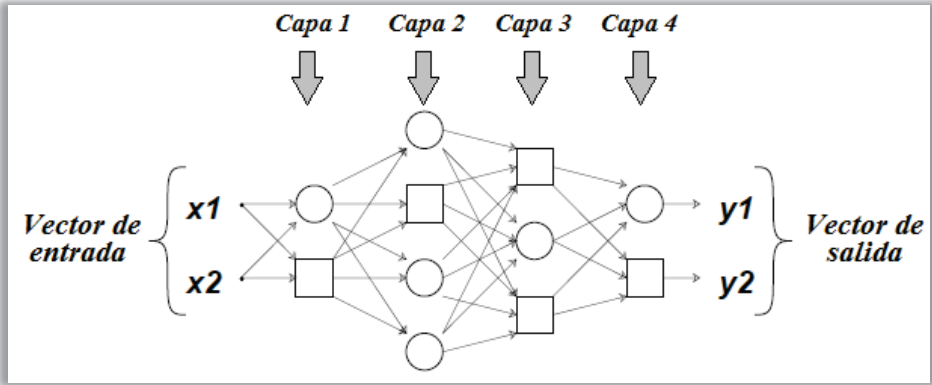 Capa 1 Capa 2 Capa 3 Capa 4
x1
Vector de
entrada
x2
y1
Vector de
salida
y2